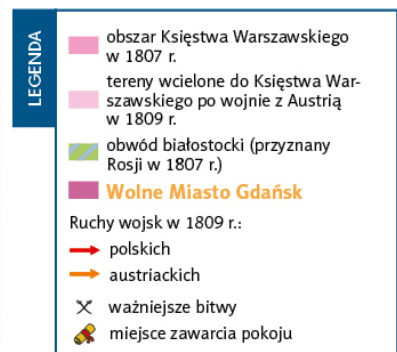 LEGENDA
obszar Księstwa Warszawskiego
w 1807 r.
tereny wcielone do Księstwa War-
szawskiego po wojnie z Austrią
w 1809 r.
obwód białostocki (przyznany
Rosji w 1807 r.)
Wolne Miasto Gdańsk
Ruchy wojsk w 1809 r.:
polskich
austriackich
ważniejsze bitwy
miejsce zawarcia pokoju